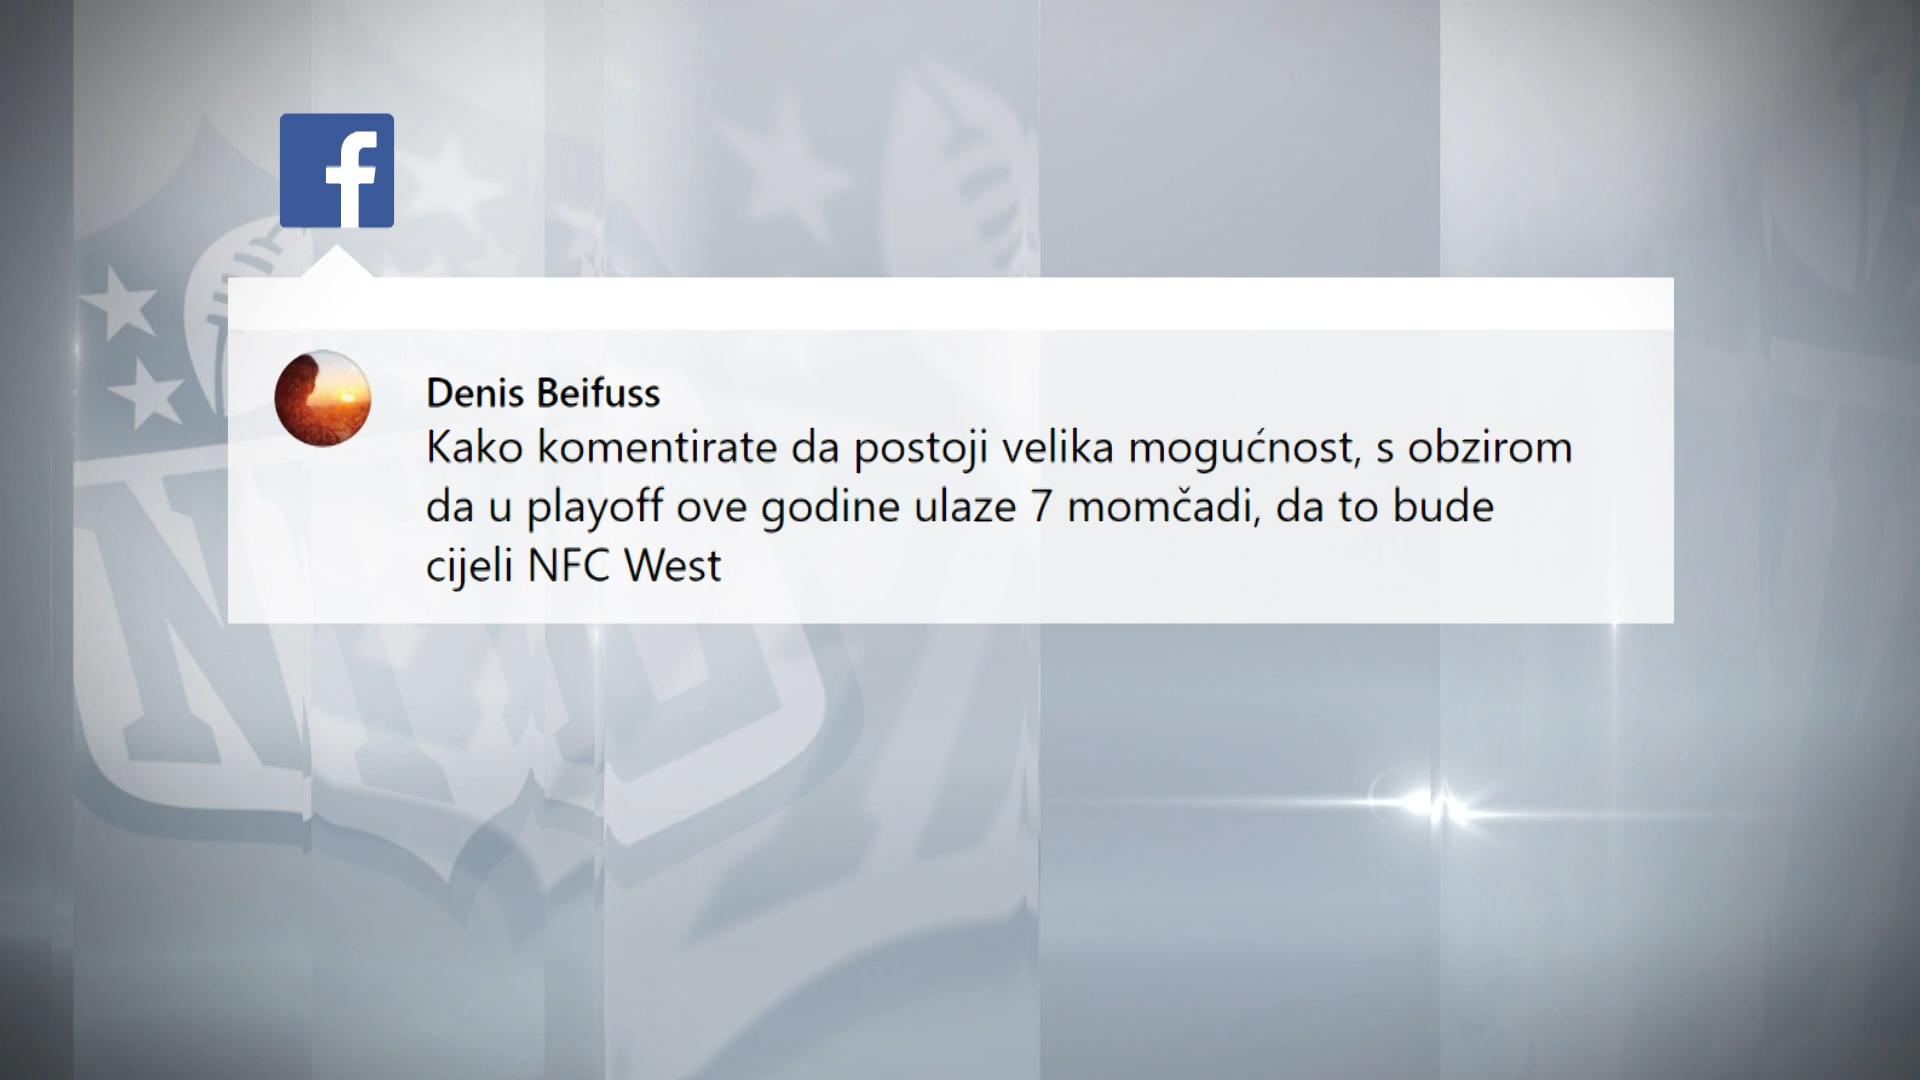 Denis Beifuss
Kako komentirate da postoji velika mogućnost, s obzirom
da u playoff ove godine ulaze 7 momčadi, da to bude
cijeli NFC West